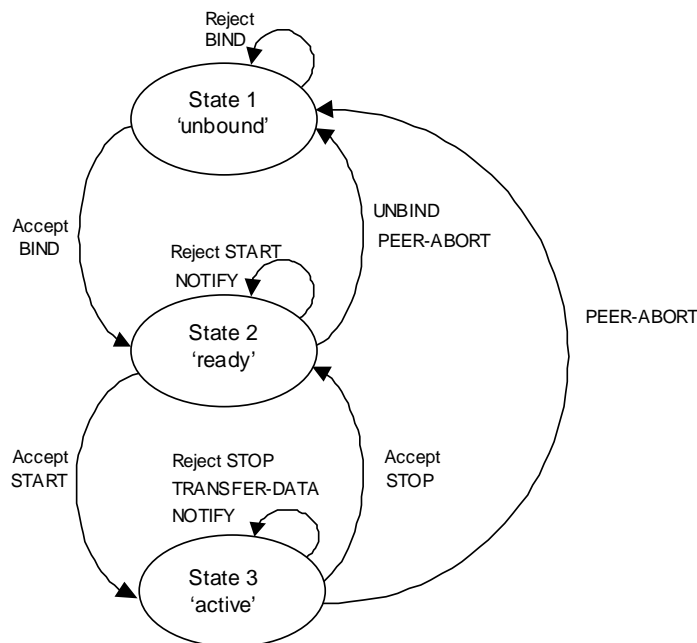 Reject
BIND
State 1
‘unbound’
Accept
BIND
UNBIND
PEER-ABORT
Reject START
NOTIFY
PEER-ABORT
State 2
‘ready’
Accept
START
Reject STOP
TRANSFER-DATA
NOTIFY
Accept
STOP
State 3
‘active’